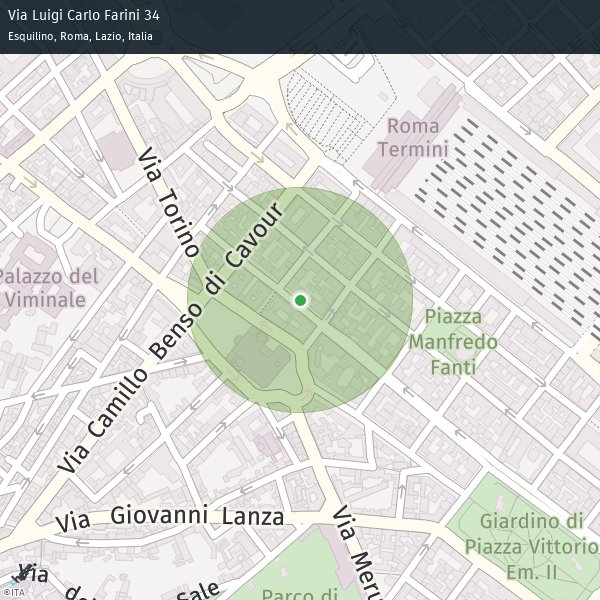 Via Luigi Carlo Farini 34
Esquilino, Roma, Lazio, Italia
Roma
Termini
Via Torino
Via Camillo Benso di Cavour
Palazzo del
Viminale
Piazza
Manfredo
Fanti
Via Giovanni Lanza
Via Meru
Giardino di
Piazza Vittorio
Em. II
Via de
Sale
Parco di
©ITA